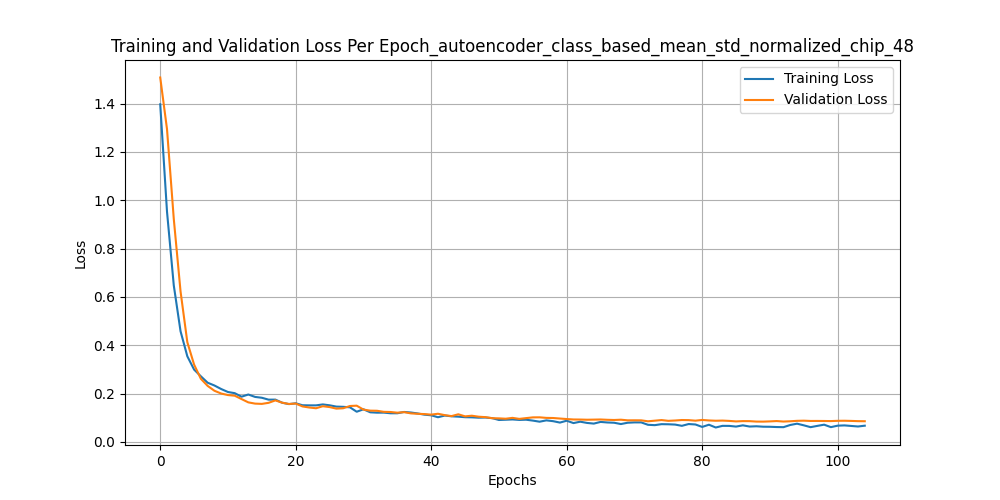 Training and Validation Loss Per Epoch_autoencoder_class_based_mean_std_normalized_chip_48
Training Loss
Validation Loss
1.4
1.2
1.0
0.8
0.6
0.4
0.2
0.0
Loss
0 20 40 60 80 100
Epochs